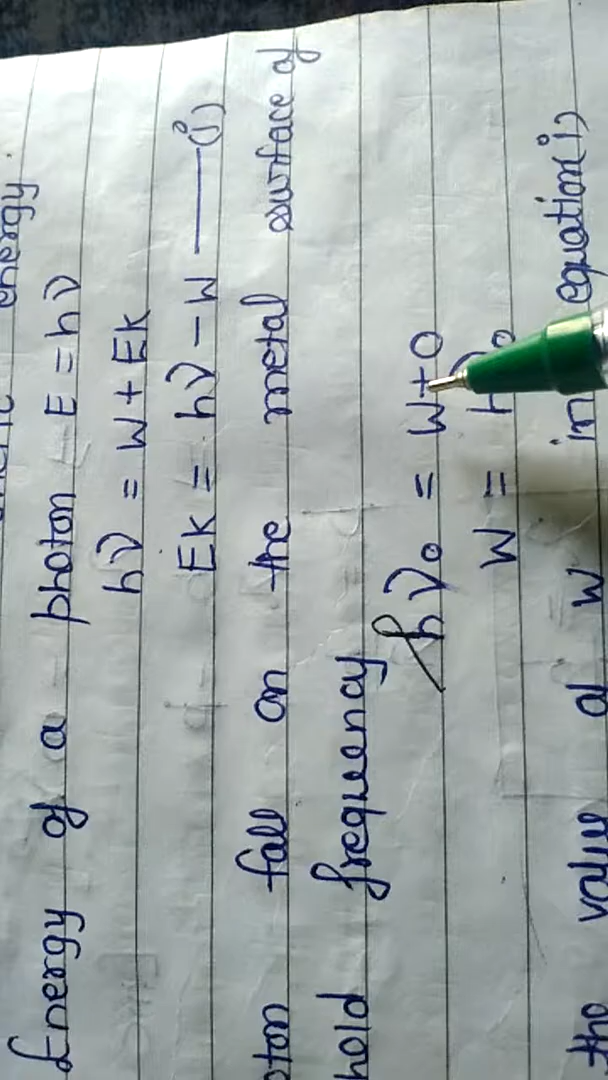 energy
Energy of a photon E = hν
hν = W + EK
EK = hν - W ——— (i)
fall on the metal surface of
hold frequency
hν₀ = W+0
W = 
the value of W in equation(i)